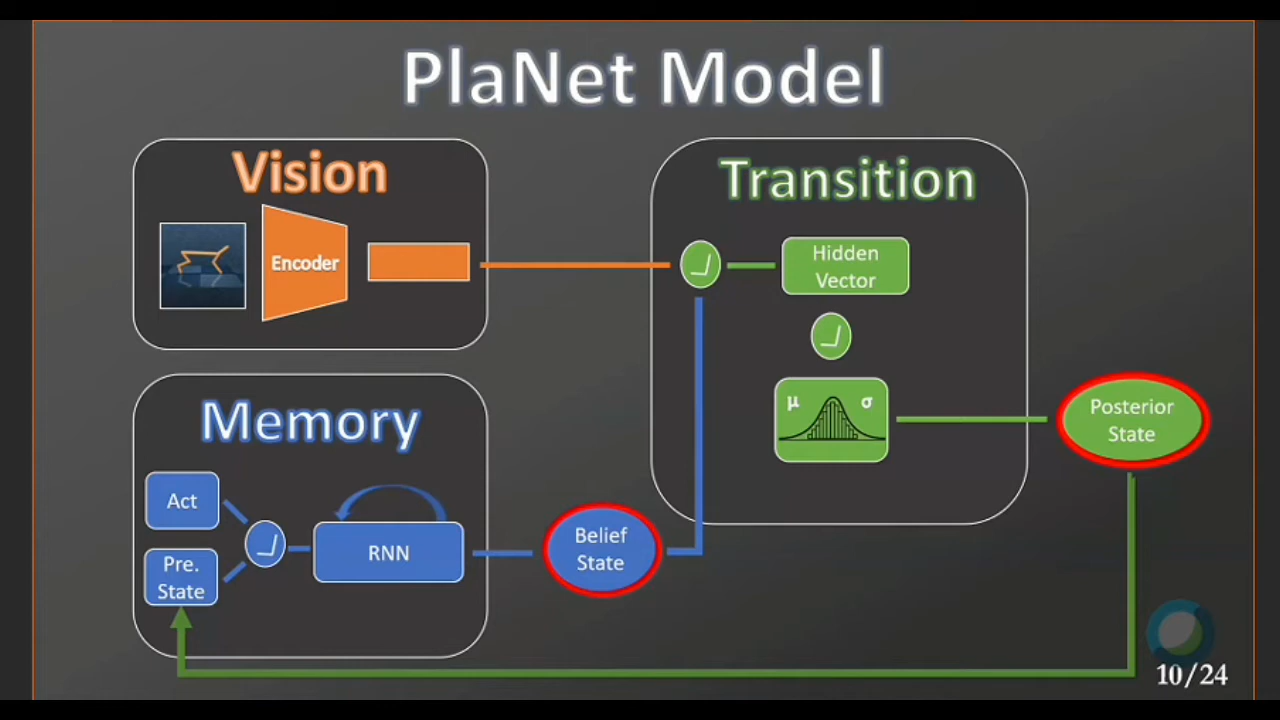 PlaNet Model
Vision
Encoder
Transition
Hidden
Vector
μ σ
Posterior
State
Memory
Act
Pre.
State
RNN
Belief
State
10/24